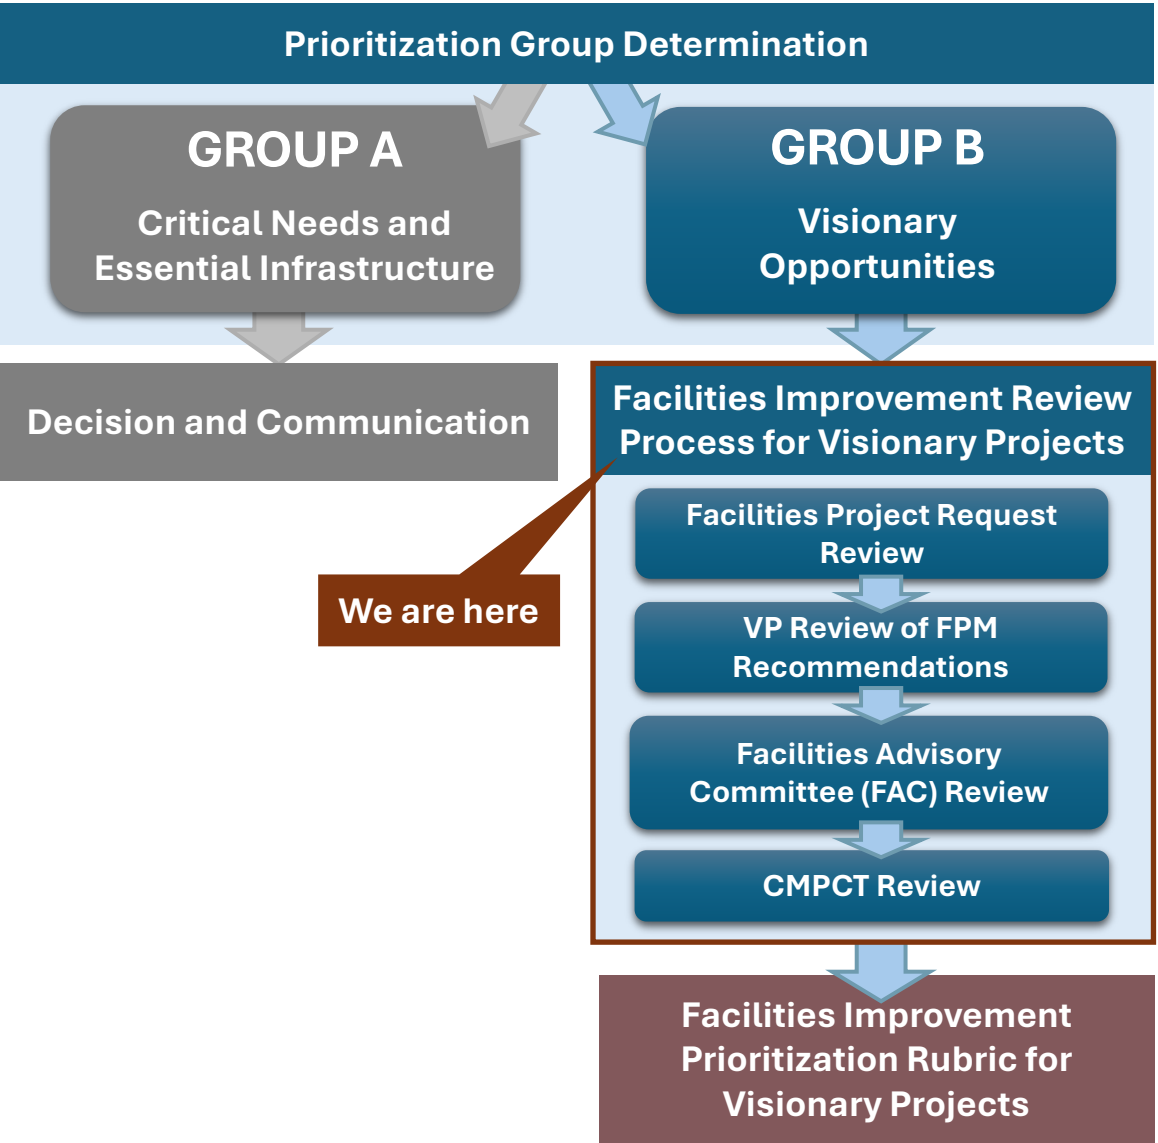 Prioritization Group Determination
GROUP A
Critical Needs and
Essential Infrastructure
GROUP B
Visionary
Opportunities
Decision and Communication
Facilities Improvement Review
Process for Visionary Projects
Facilities Project Request
Review
We are here
VP Review of FPM
Recommendations
Facilities Advisory
Committee (FAC) Review
CMPCT Review
Facilities Improvement
Prioritization Rubric for
Visionary Projects